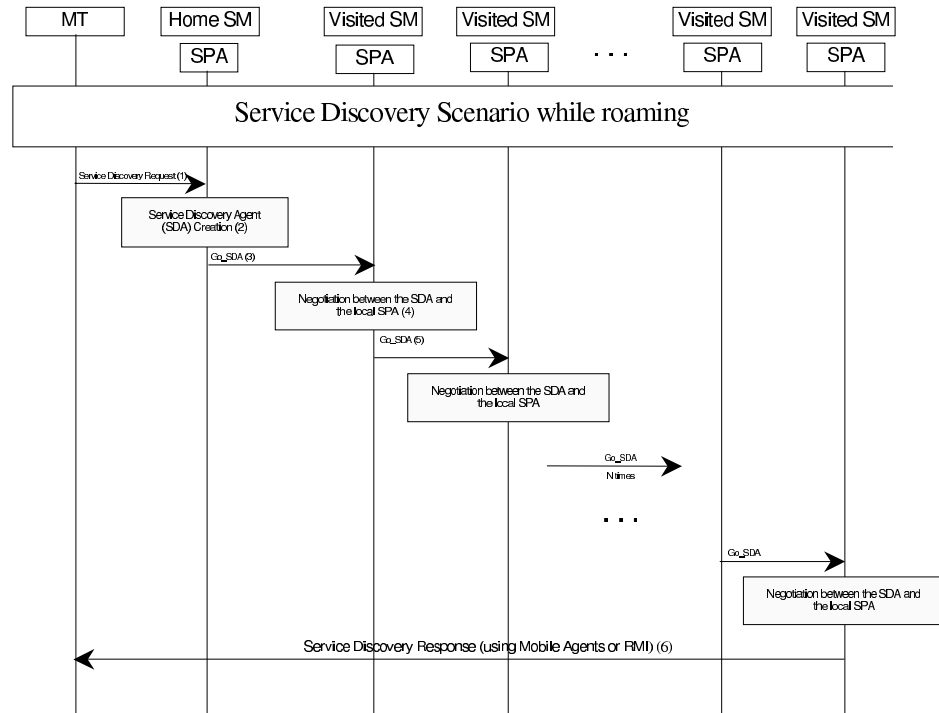 MT
Home SM
Visited SM
Visited SM
Visited SM
Visited SM
SPA
SPA
SPA
. . .
SPA
SPA
Service Discovery Scenario while roaming
Service Discovery Request (1)
Service Discovery Agent
(SDA) Creation (2)
Go_SDA (3)
Negotiation between the SDA and
the local SPA (4)
Go_SDA (5)
Negotiation between the SDA and
the local SPA
Go_SDA
N times
. . .
Go_SDA
Negotiation between the SDA and
the local SPA
Service Discovery Response (using Mobile Agents or RMI) (6)